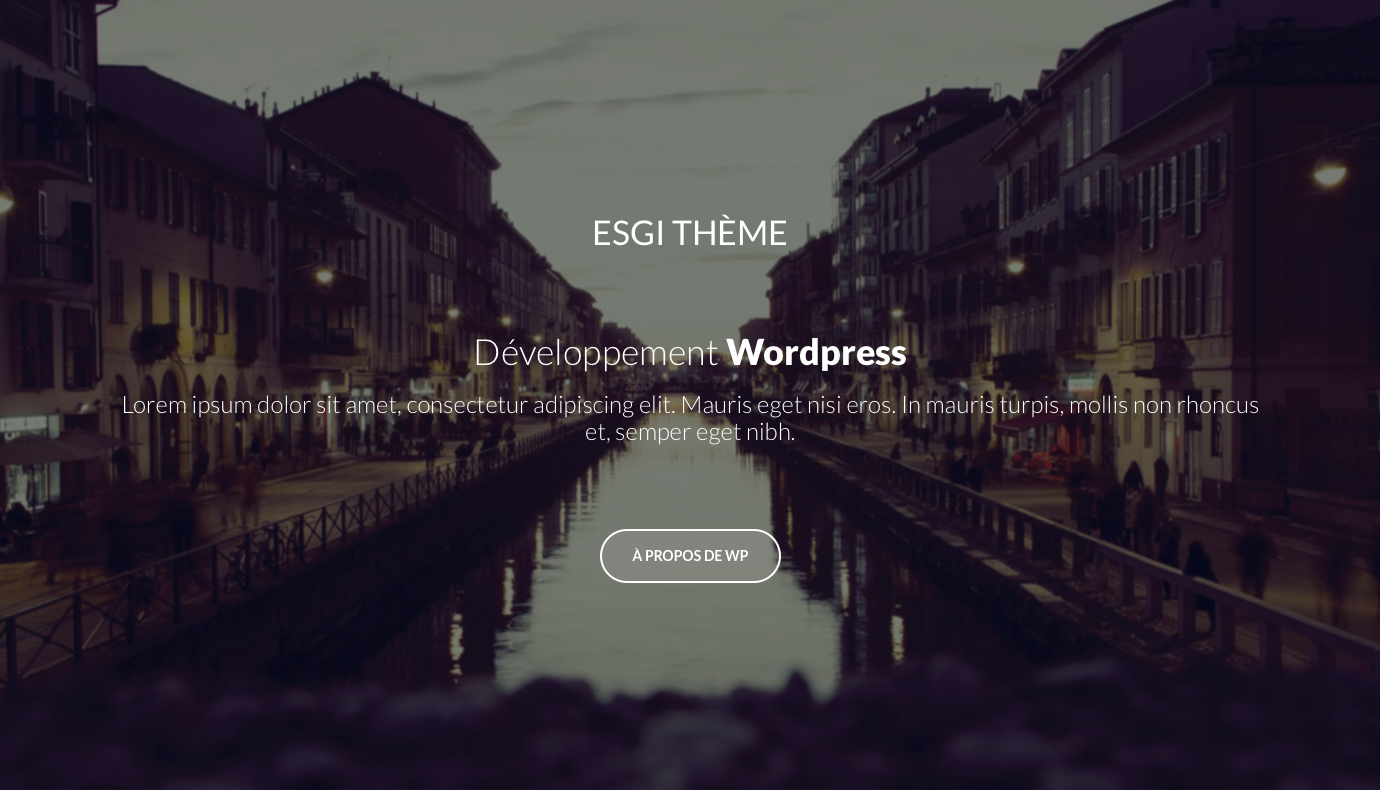 ESGI THÈME
Développement Wordpress
Lorem ipsum dolor sit amet, consectetur adipiscing elit. Mauris eget nisi eros. In mauris turpis, mollis non rhoncus
et, semper eget nibh.
À PROPOS DE WP